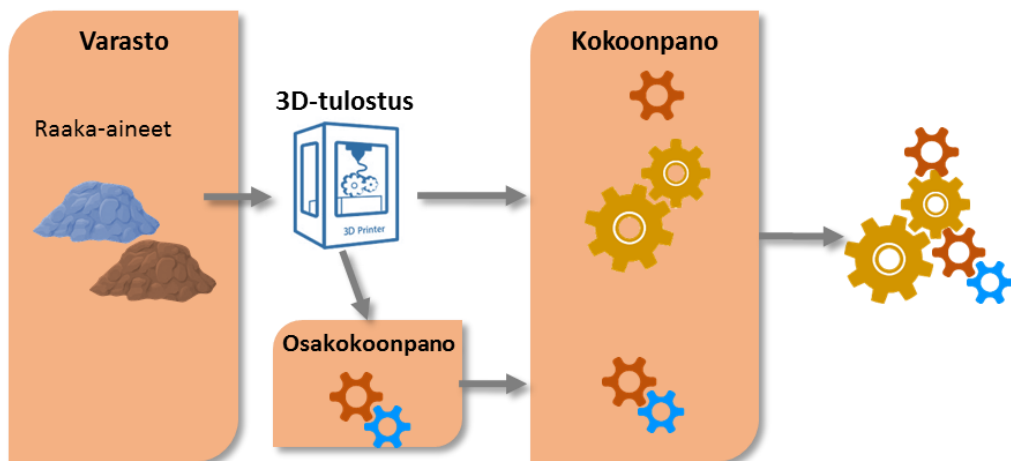 Varasto
Raaka-aineet
3D-tulostus
3D Printer
Osakokoonpano
Kokoonpano